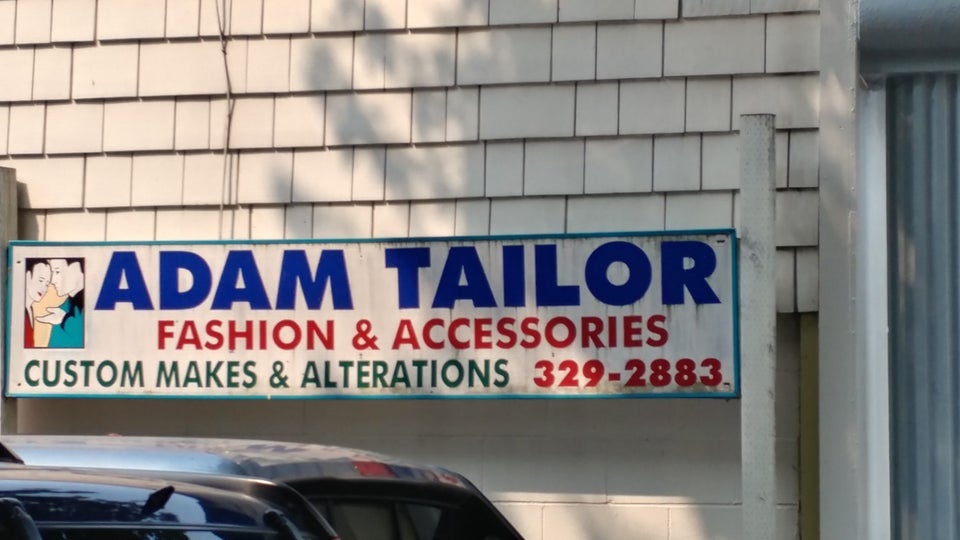 ADAM TAILOR
FASHION & ACCESSORIES
CUSTOM MAKES & ALTERATIONS 329-2883